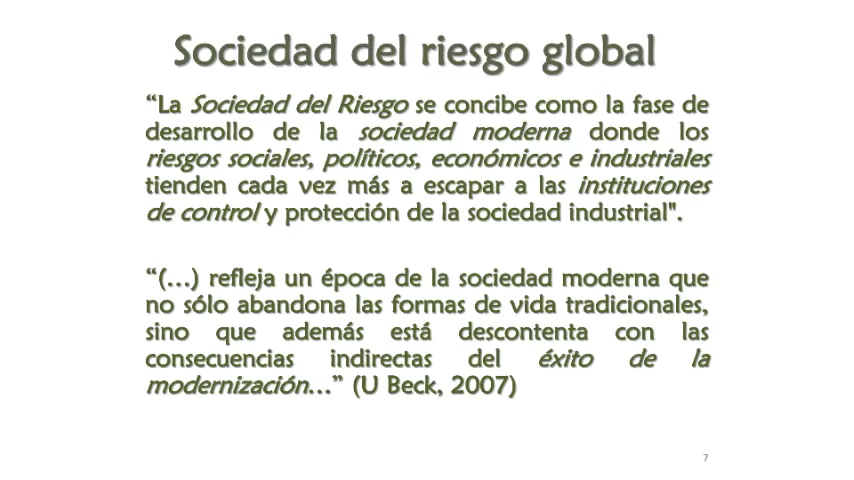 Sociedad del riesgo global
“La Sociedad del Riesgo se concibe como la fase de
desarrollo de la sociedad moderna donde los
riesgos sociales, políticos, económicos e industriales
tienden cada vez más a escapar a las instituciones
de control y protección de la sociedad industrial".
“(…) refleja un época de la sociedad moderna que
no sólo abandona las formas de vida tradicionales,
sino que además está descontenta con las
consecuencias indirectas del éxito de la
modernización…” (U Beck, 2007)
7